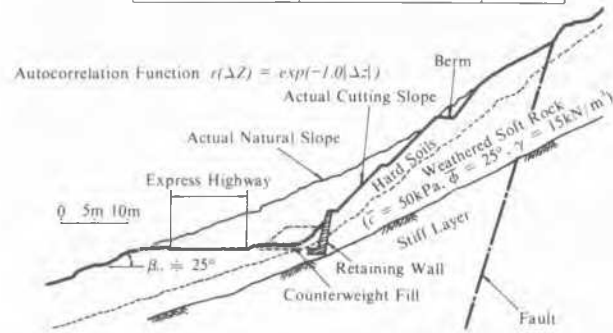 Autocorrelation Function r(ΔZ) = exp(-1.0|Δz|)
Berm
Actual Cutting Slope
Actual Natural Slope
Express Highway
Hard Soils
Weathered Soft Rock
(c̄ = 50kPa, φ̄ = 25°, γ = 15kN/m³)
0 5m 10m
Stiff Layer
β. ≑ 25°
Retaining Wall
Counterweight Fill
Fault